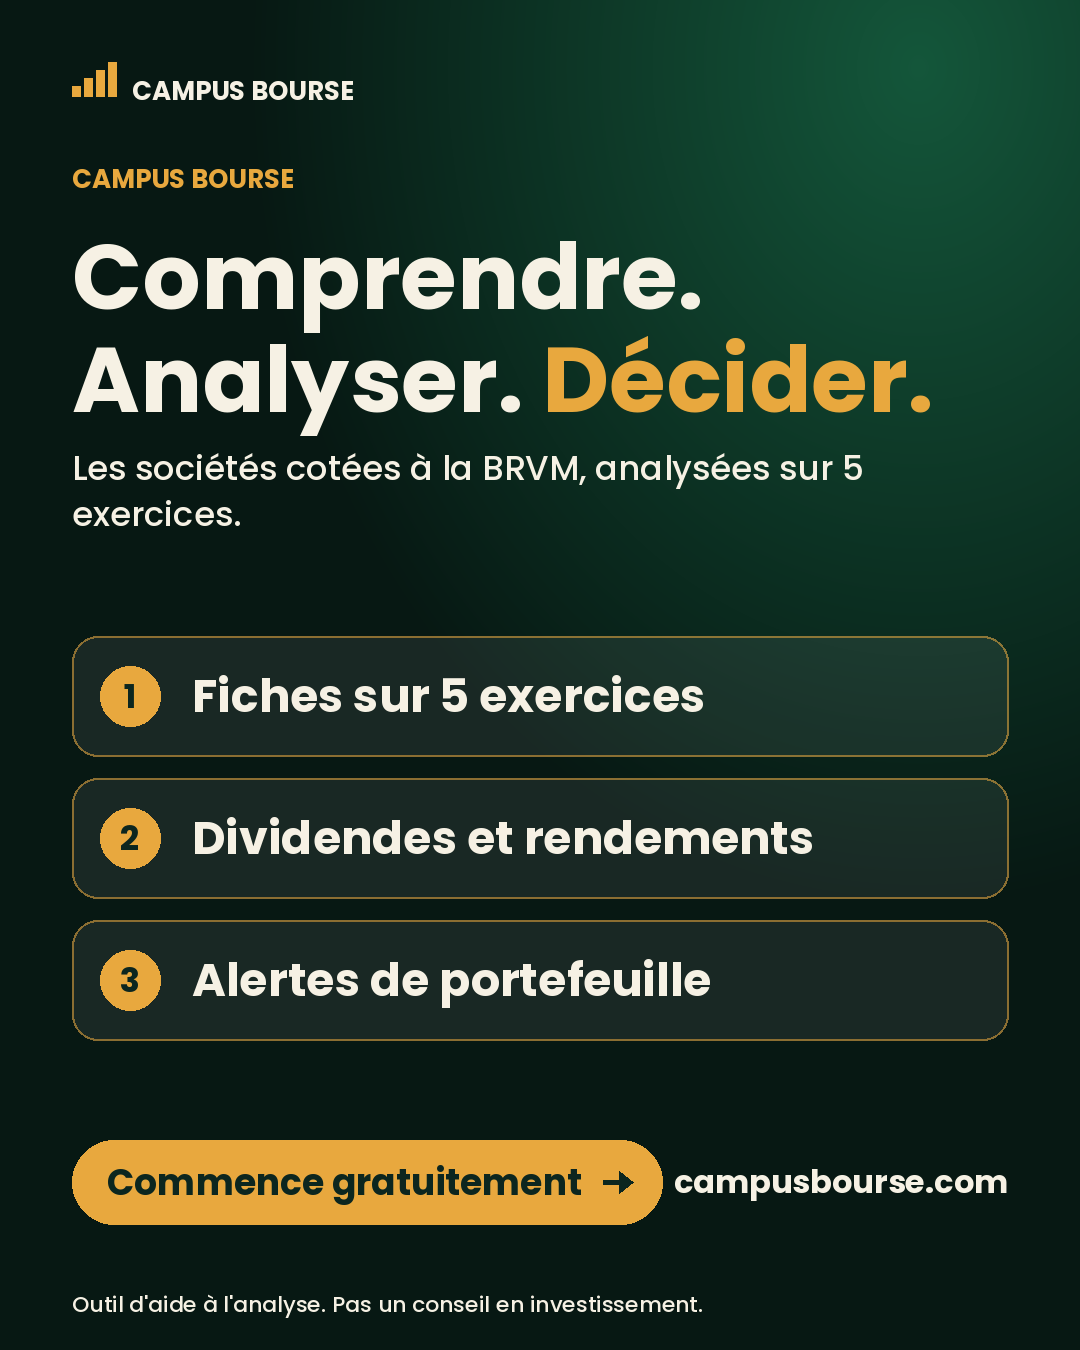 CAMPUS BOURSE
CAMPUS BOURSE
Comprendre.
Analyser. Décider.
Les sociétés cotées à la BRVM, analysées sur 5
exercices.
1 Fiches sur 5 exercices
2 Dividendes et rendements
3 Alertes de portefeuille
Commence gratuitement → campusbourse.com
Outil d'aide à l'analyse. Pas un conseil en investissement.